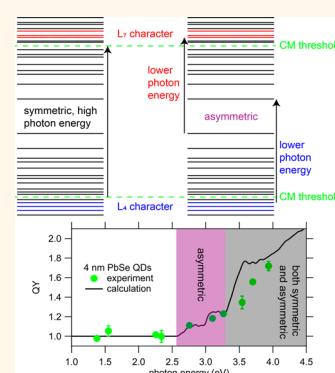 L₇ character
CM threshol
lower
photon
energy
symmetric, high
photon energy
asymmetric
lower
photon
energy
CM threshol
L₄ character
2.0
1.8
1.6
1.4
1.2
1.0
QY
4 nm PbSe QDs
experiment
calculation
asymmetric
both symmetric
and asymmetric
1.0 1.5 2.0 2.5 3.0 3.5 4.0 4.5
photon energy (eV)